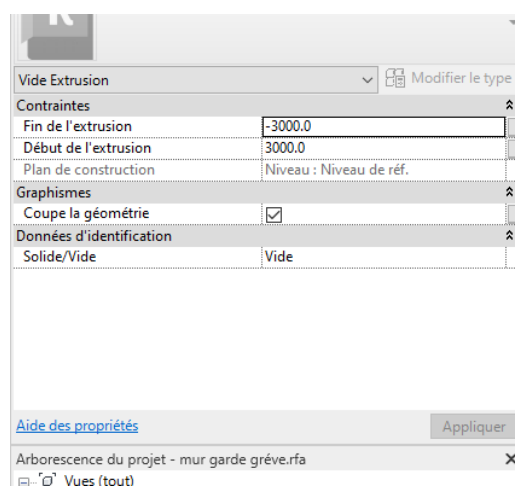 R
Vide Extrusion
Modifier le type
Contraintes
Fin de l'extrusion -3000.0
Début de l'extrusion 3000.0
Plan de construction Niveau : Niveau de réf.
Graphismes
Coupe la géométrie
Données d'identification
Solide/Vide Vide
Aide des propriétés Appliquer
Arborescence du projet - mur garde gréve.rfa
Vues (tout)